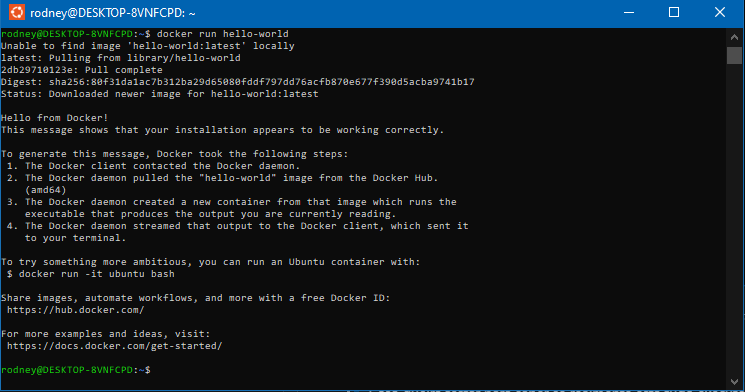 rodney@DESKTOP-8VNFCPD: ~
rodney@DESKTOP-8VNFCPD:~$ docker run hello-world
Unable to find image 'hello-world:latest' locally
latest: Pulling from library/hello-world
2db29710123e: Pull complete
Digest: sha256:80f31da1ac7b312ba29d65080fddf797dd76acfb870e677f390d5acba9741b17
Status: Downloaded newer image for hello-world:latest

Hello from Docker!
This message shows that your installation appears to be working correctly.

To generate this message, Docker took the following steps:
 1. The Docker client contacted the Docker daemon.
 2. The Docker daemon pulled the "hello-world" image from the Docker Hub.
    (amd64)
 3. The Docker daemon created a new container from that image which runs the
    executable that produces the output you are currently reading.
 4. The Docker daemon streamed that output to the Docker client, which sent it
    to your terminal.

To try something more ambitious, you can run an Ubuntu container with:
 $ docker run -it ubuntu bash

Share images, automate workflows, and more with a free Docker ID:
 https://hub.docker.com/

For more examples and ideas, visit:
 https://docs.docker.com/get-started/

rodney@DESKTOP-8VNFCPD:~$